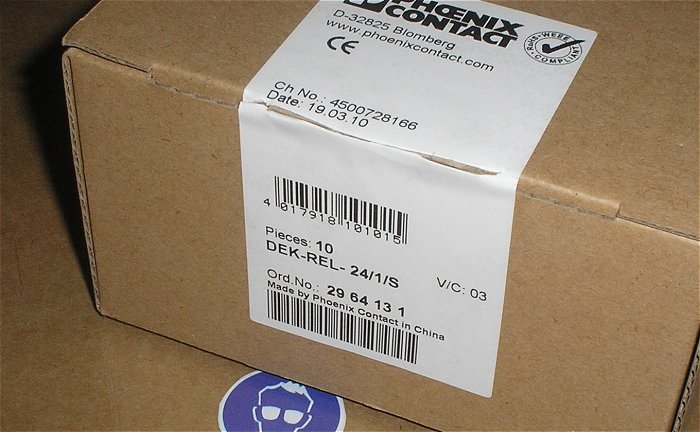 PHŒNIX
CONTACT
D-32825 Blomberg
www.phoenixcontact.com
CE
ROHS WEEE
COMPLIANT
Ch No.: 4500728166
Date: 19.03.10
4 017918 101015
Pieces: 10
DEK-REL- 24/1/S
V/C: 03
Ord.No.: 29 64 13 1
Made by Phoenix Contact in China